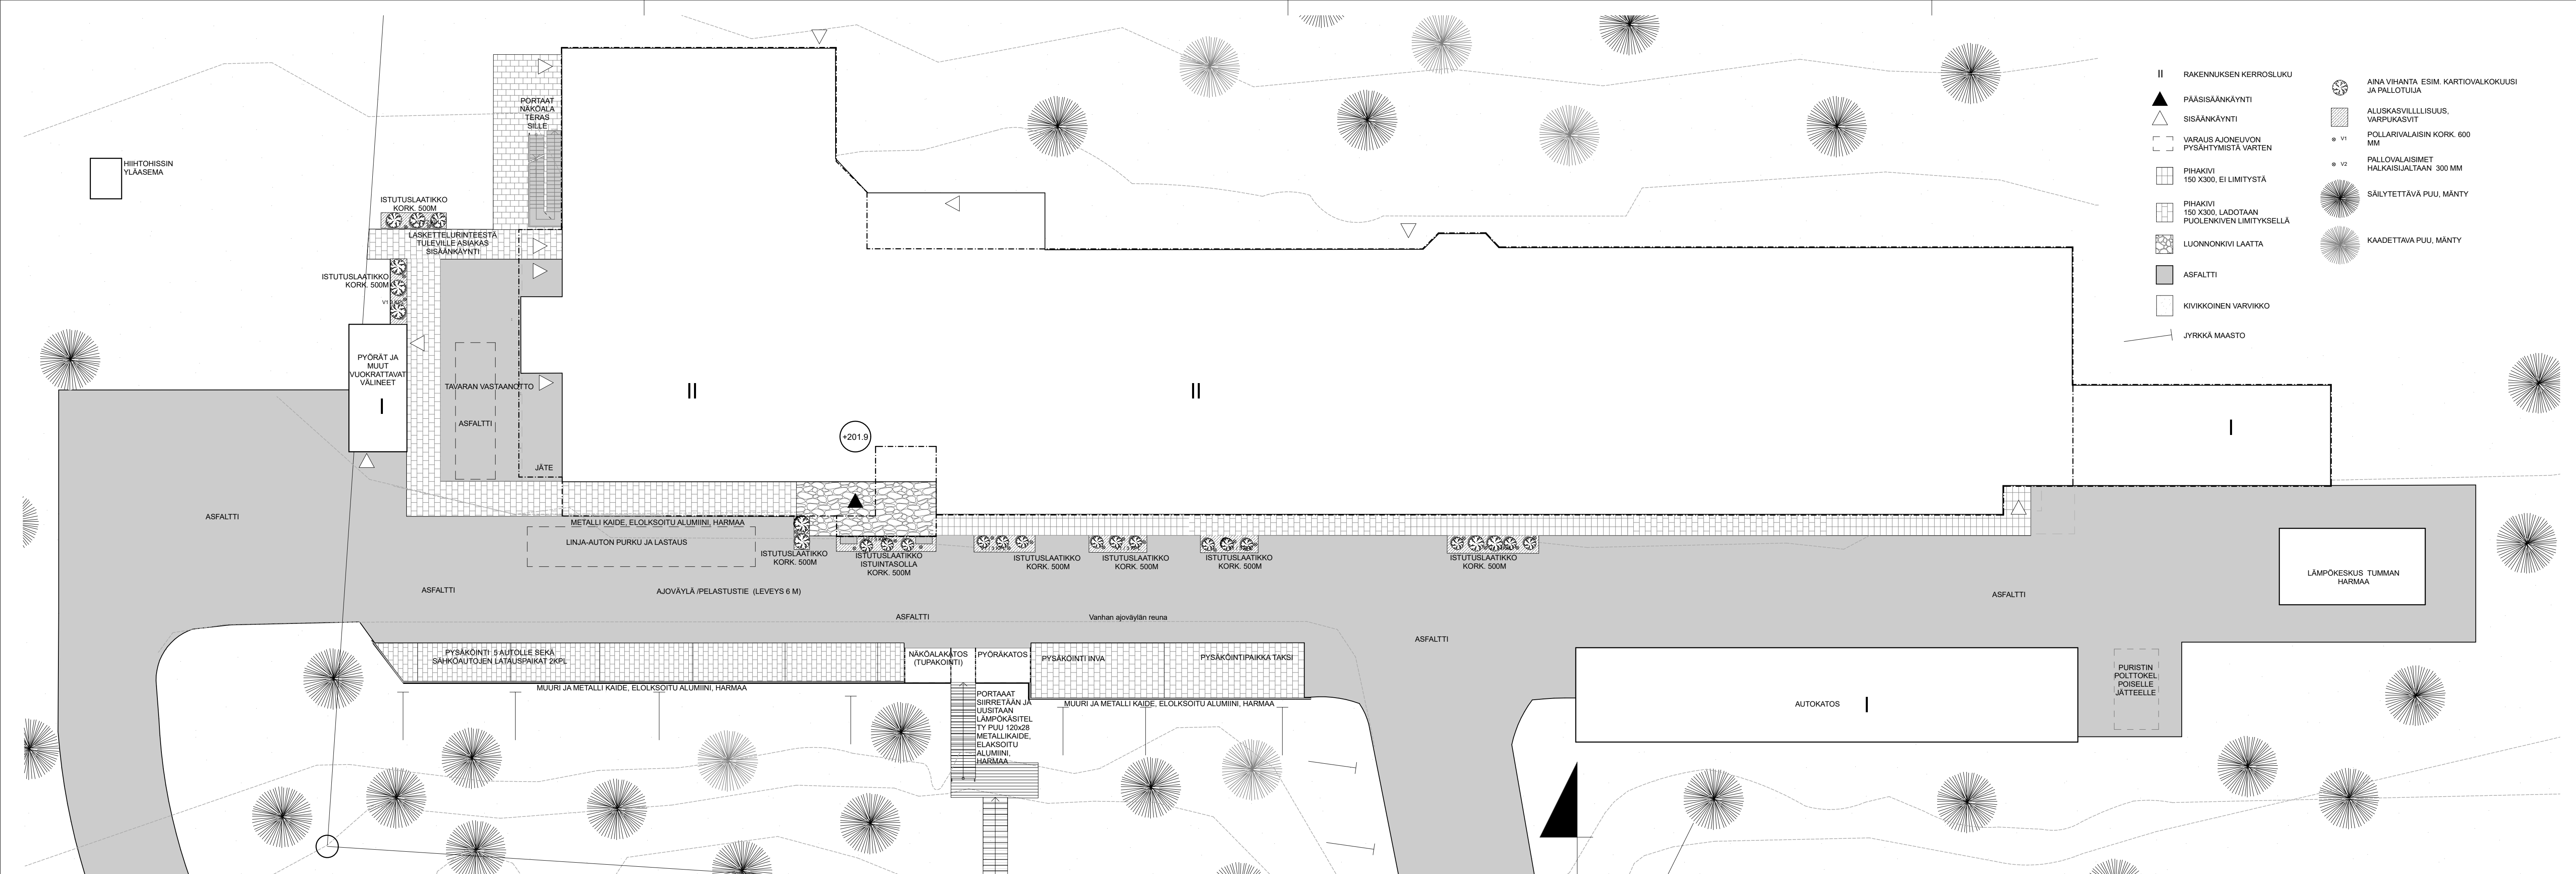 PORTAAT
NÄKÖALA
TERAS
SILLE
HIIHTOHISSIN
YLÄASEMA
ISTUTUSLAATIKKO
KORK. 500M
LASKETTELURINTEESTÄ
TULEVILLE ASIAKAS
SISÄÄNKÄYNTI
ISTUTUSLAATIKKO
KORK. 500M
PYÖRÄT JA
MUUT
VUOKRATTAVAT
VÄLINEET
I
TAVARAN VASTAANOTTO
ASFALTTI
JÄTE
II
II
I
+201.9
ASFALTTI
METALLI KAIDE, ELOLKSOITU ALUMIINI, HARMAA
LINJA-AUTON PURKU JA LASTAUS
ISTUTUSLAATIKKO
KORK. 500M
ISTUTUSLAATIKKO
ISTUINTASOLLA
KORK. 500M
ISTUTUSLAATIKKO
KORK. 500M
ISTUTUSLAATIKKO
KORK. 500M
ISTUTUSLAATIKKO
KORK. 500M
ISTUTUSLAATIKKO
KORK. 500M
ASFALTTI
AJOVÄYLÄ /PELASTUSTIE (LEVEYS 6 M)
ASFALTTI
Vanhan ajoväylän reuna
ASFALTTI
ASFALTTI
LÄMPÖKESKUS TUMMAN
HARMAA
PYSÄKÖINTI 5 AUTOLLE SEKÄ
SÄHKÖAUTOJEN LATAUSPAIKAT 2KPL
NÄKÖALAKATOS
(TUPAKOINTI)
PYÖRÄKATOS
PYSÄKÖINTI INVA
PYSÄKÖINTIPAIKKA TAKSI
MUURI JA METALLI KAIDE, ELOLKSOITU ALUMIINI, HARMAA
PORTAAAT
SIIRRETÄÄN JA
UUSITAAN
LÄMPÖKÄSITEL
TY PUU 120x28
METALLIKAIDE,
ELAKSOITU
ALUMIINI,
HARMAA
MUURI JA METALLI KAIDE, ELOLKSOITU ALUMIINI, HARMAA
AUTOKATOS
I
PURISTIN
POLTTOKEL
POISELLE
JÄTTEELLE
II
RAKENNUKSEN KERROSLUKU
PÄÄSISÄÄNKÄYNTI
SISÄÄNKÄYNTI
VARAUS AJONEUVON
PYSÄHTYMISTÄ VARTEN
PIHAKIVI
150 X300, EI LIMITYSTÄ
PIHAKIVI
150 X300, LADOTAAN
PUOLENKIVEN LIMITYKSELLÄ
LUONNONKIVI LAATTA
ASFALTTI
KIVIKKOINEN VARVIKKO
JYRKKÄ MAASTO
AINA VIHANTA ESIM. KARTIOVALKOKUUSI
JA PALLOTUIJA
ALUSKASVILLLLISUUS,
VARPUKASVIT
V1
POLLARIVALAISIN KORK. 600
MM
V2
PALLOVALAISIMET
HALKAISIJALTAAN 300 MM
SÄILYTETTÄVÄ PUU, MÄNTY
KAADETTAVA PUU, MÄNTY